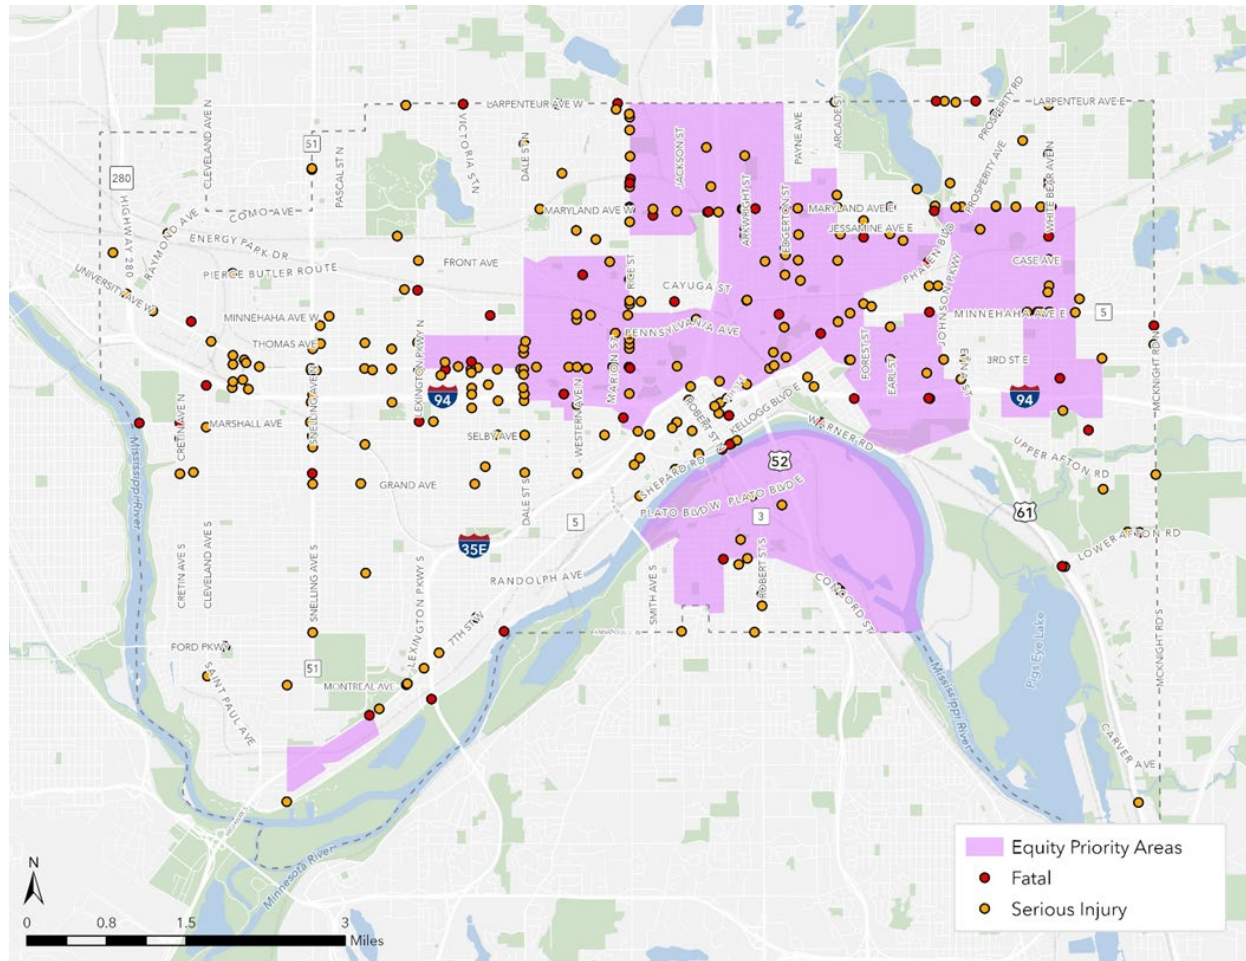 LARPENTEUR AVE W
LARPENTEUR AVE E
PROSPERITY RD
ARCADE ST
PAYNE AVE
JACKSON ST
VICTORIA ST N
DALE ST N
51
PASCAL ST N
CLEVELAND AVE N
280
HIGHWAY 280
RAYMOND AVE
COMO AVE
ENERGY PARK DR
PIERCE BUTLER ROUTE
UNIVERSITY AVE W
MINNEHAHA AVE W
THOMAS AVE
FRONT AVE
MARYLAND AVE W
MARYLAND AVE E
ARKWRIGHT ST
EDGERTON ST
JESSAMINE AVE E
PROSPERITY AVE
WHITE BEAR AVE N
PHALEN BLVD
JOHNSON PKWY
CASE AVE
RICE ST
CAYUGA ST
PENNSYLVANIA AVE
MINNEHAHA AVE E
5
3RD ST E
FOREST ST
EARL ST
MARION ST
LEXINGTON PKWY N
94
94
MCKNIGHT RD N
CRETIN AVE N
MARSHALL AVE
SNELLING AVE N
SELBY AVE
WESTERN AVE N
ROBERT ST N
KELLOGG BLVD E
WARNER RD
UPPER AFTON RD
Mississippi River
GRAND AVE
DALE ST S
SHEPARD RD
52
PLATO BLVD W
PLATO BLVD E
61
5
3
LOWER AFTON RD
35E
RANDOLPH AVE
CRETIN AVE S
CLEVELAND AVE S
SNELLING AVE S
LEXINGTON PKWY S
7TH ST W
SMITH AVE S
ROBERT ST S
CONCORD ST
FORD PKWY
SAINT PAUL AVE
51
MONTREAL AVE
Pigs Eye Lake
MCKNIGHT RD S
Mississippi River
CARVER AVE
Minnesota River
Equity Priority Areas
Fatal
Serious Injury
N
0 0.8 1.5 3
Miles